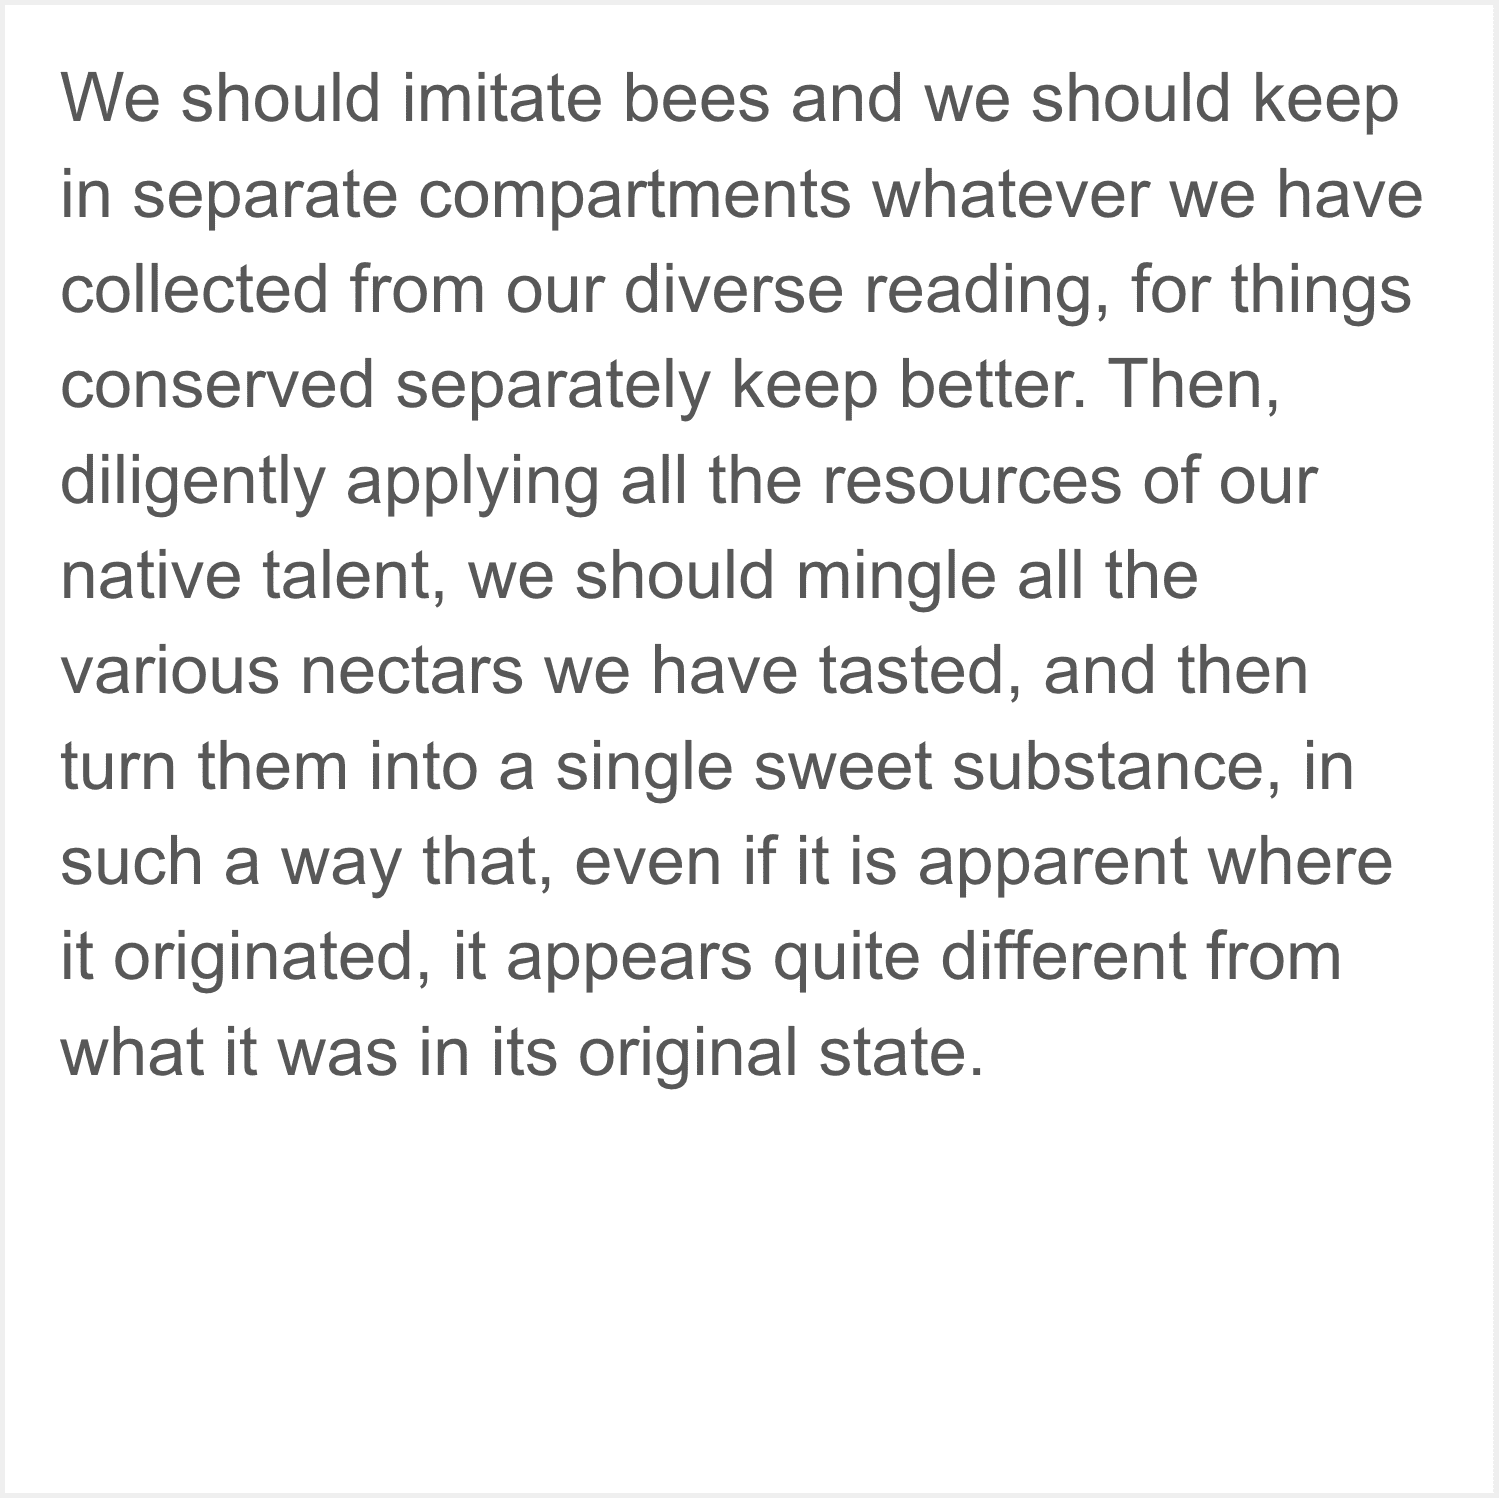 We should imitate bees and we should keep
in separate compartments whatever we have
collected from our diverse reading, for things
conserved separately keep better. Then,
diligently applying all the resources of our
native talent, we should mingle all the
various nectars we have tasted, and then
turn them into a single sweet substance, in
such a way that, even if it is apparent where
it originated, it appears quite different from
what it was in its original state.